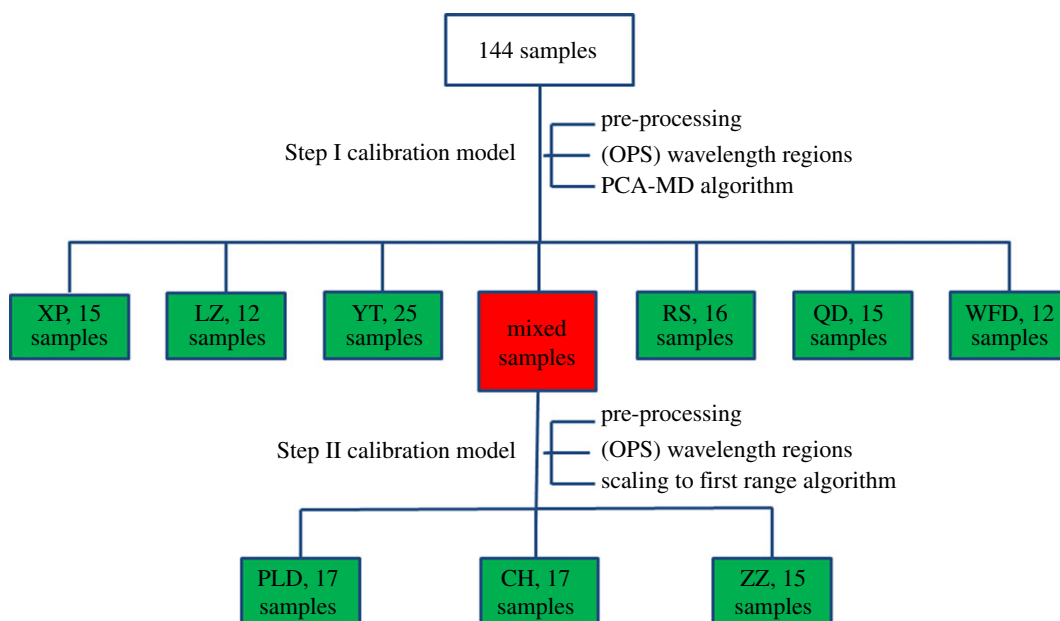 144 samples
pre-processing
Step I calibration model
(OPS) wavelength regions
PCA-MD algorithm
XP, 15
samples
LZ, 12
samples
YT, 25
samples
mixed
samples
RS, 16
samples
QD, 15
samples
WFD, 12
samples
pre-processing
Step II calibration model
(OPS) wavelength regions
scaling to first range algorithm
PLD, 17
samples
CH, 17
samples
ZZ, 15
samples